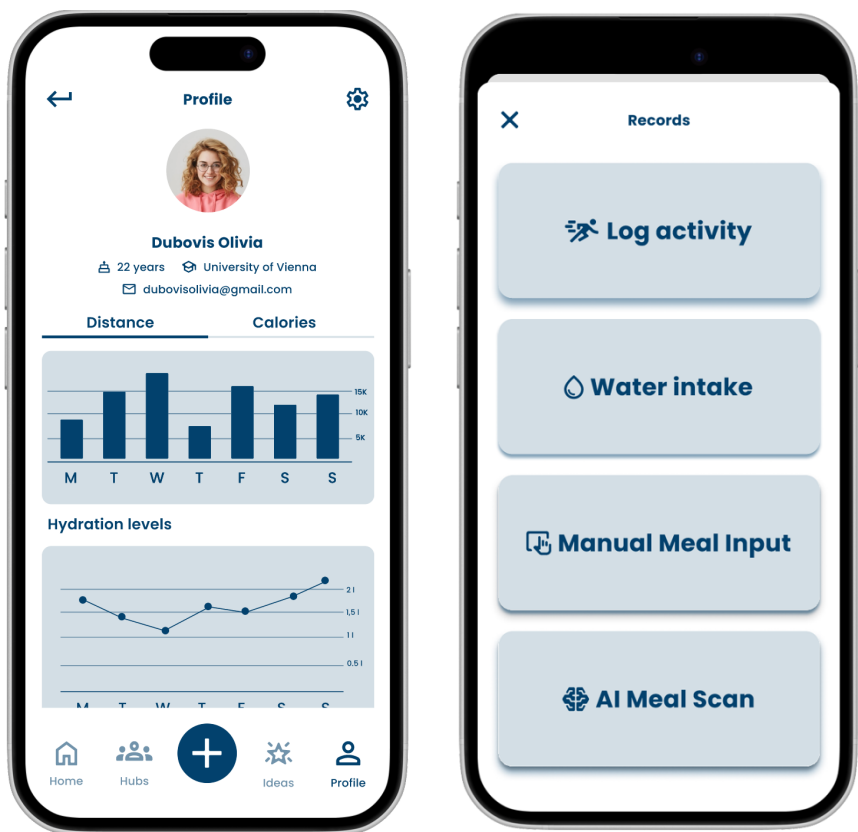 Profile
Dubovis Olivia
22 years University of Vienna
dubovisolivia@gmail.com
Distance Calories
15K
10K
5K
M T W T F S S
Hydration levels
2 l
1,5 l
1 l
0.5 l
M T W T F S S
Home Hubs Ideas Profile
Records
Log activity
Water intake
Manual Meal Input
AI Meal Scan